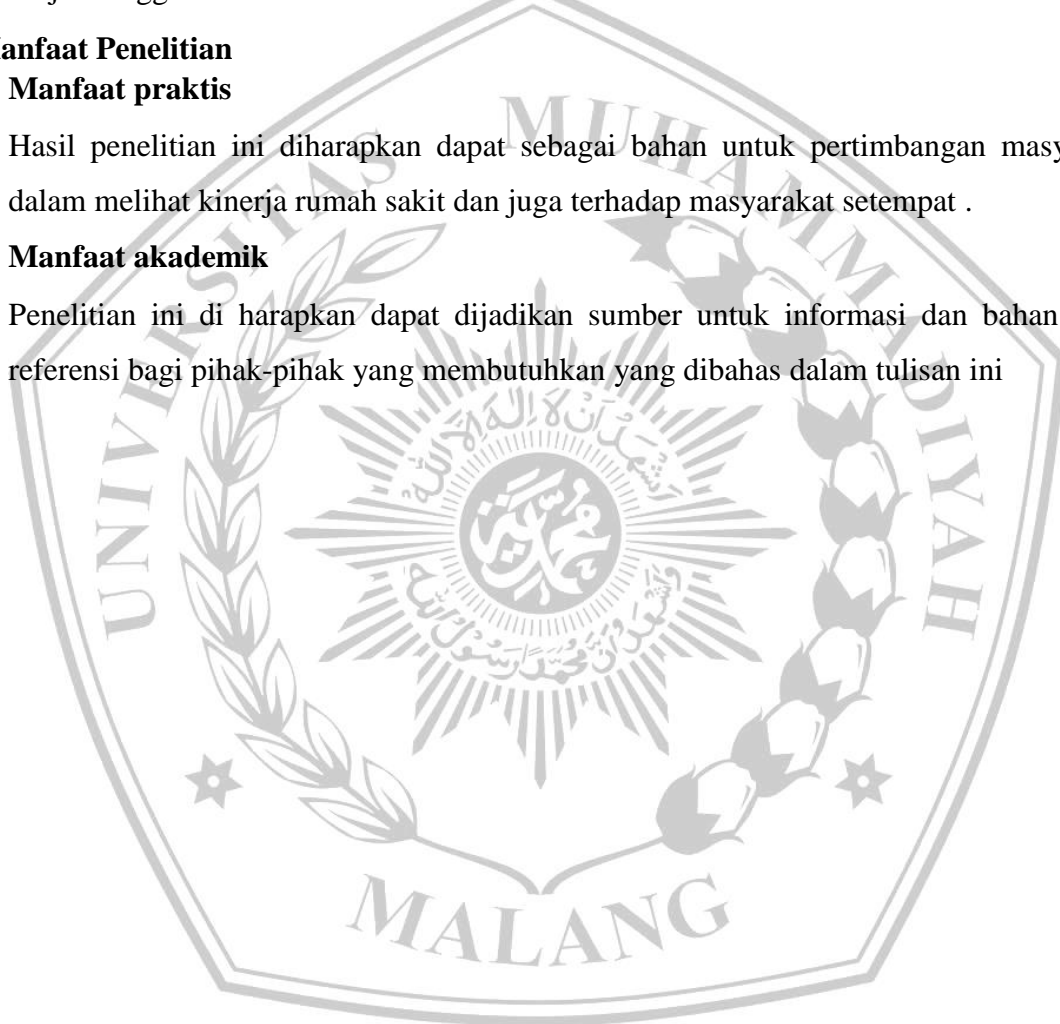 Manfaat Penelitian
Manfaat praktis
Hasil penelitian ini diharapkan dapat sebagai bahan untuk pertimbangan
dalam melihat kinerja rumah sakit dan juga terhadap masyarakat setempat .
Manfaat akademik
Penelitian ini di harapkan dapat dijadikan sumber untuk informasi dan bahan
referensi bagi pihak-pihak yang membutuhkan yang dibahas dalam tulisan ini
UNIVERSITAS MUHAMMADIYAH
MALANG